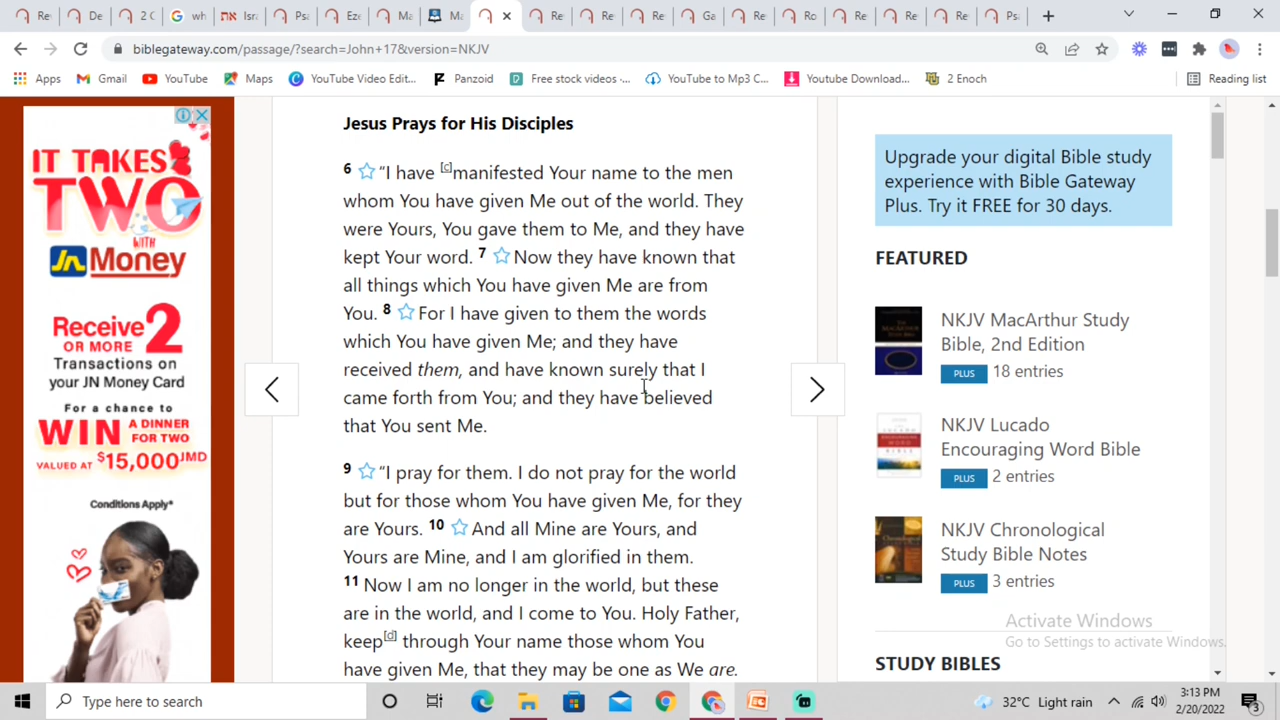 Re
De
2 C
wh
Isra
Psa
Eze
Ma
Ma
Re
Re
Re
Ga
Re
Ro
Re
Re
Re
Psa
biblegateway.com/passage/?search=John+17&version=NKJV
Apps
Gmail
YouTube
Maps
YouTube Video Edit...
Panzoid
Free stock videos -...
YouTube to Mp3 C...
Youtube Download...
2 Enoch
Reading list
IT TAKES
TWO
WITH
Jn Money
Receive 2
OR MORE
Transactions on
your JN Money Card
For a chance to
WIN A DINNER FOR TWO
VALUED AT $15,000JMD
Conditions Apply*
Jesus Prays for His Disciples
6 “I have [c]manifested Your name to the men
whom You have given Me out of the world. They
were Yours, You gave them to Me, and they have
kept Your word. 7 Now they have known that
all things which You have given Me are from
You. 8 For I have given to them the words
which You have given Me; and they have
received them, and have known surely that I
came forth from You; and they have believed
that You sent Me.
9 “I pray for them. I do not pray for the world
but for those whom You have given Me, for they
are Yours. 10 And all Mine are Yours, and
Yours are Mine, and I am glorified in them.
11 Now I am no longer in the world, but these
are in the world, and I come to You. Holy Father,
keep[d] through Your name those whom You
have given Me, that they may be one as We are.
Upgrade your digital Bible study
experience with Bible Gateway
Plus. Try it FREE for 30 days.
FEATURED
NKJV MacArthur Study
Bible, 2nd Edition
PLUS 18 entries
NKJV Lucado
Encouraging Word Bible
PLUS 2 entries
NKJV Chronological
Study Bible Notes
PLUS 3 entries
Activate Windows
Go to Settings to activate Windows.
STUDY BIBLES
Type here to search
32°C Light rain
3:13 PM
2/20/2022
3